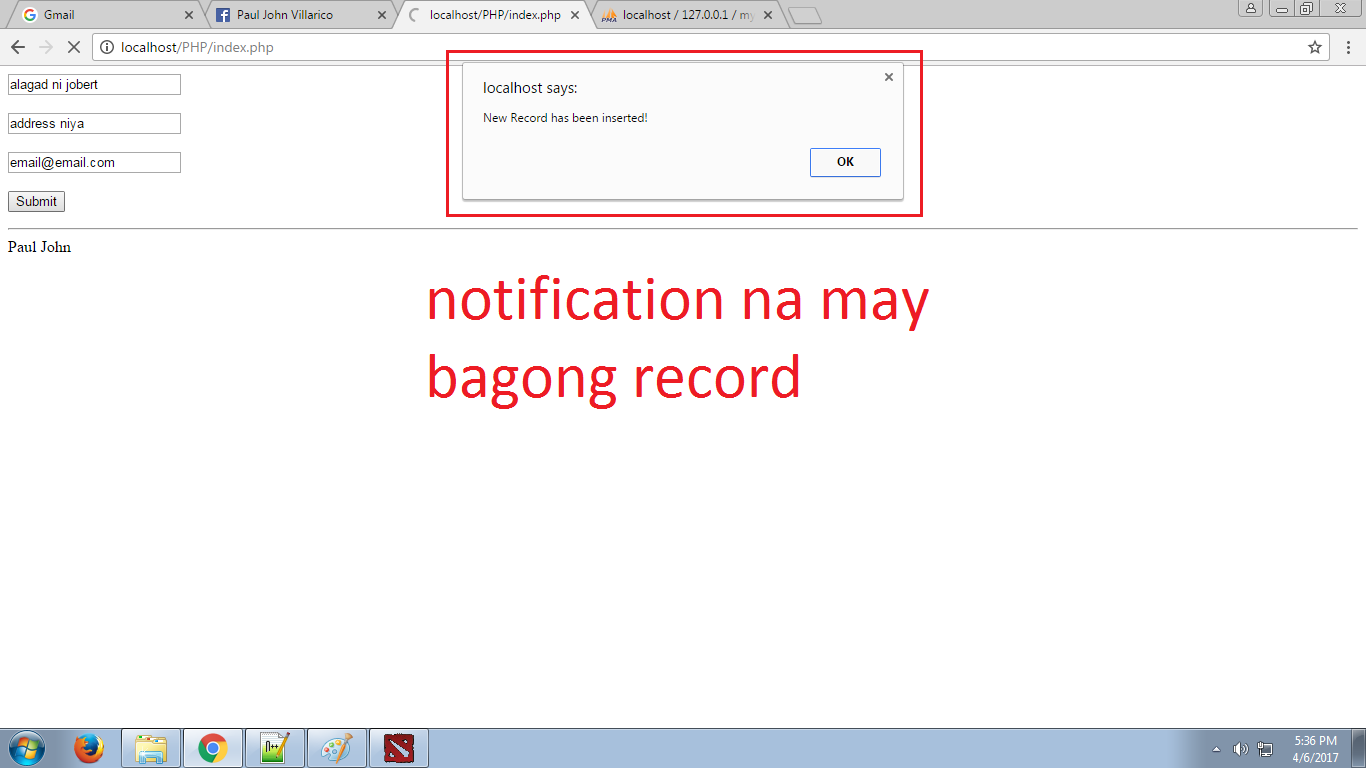 Gmail
Paul John Villarico
localhost/PHP/index.php
localhost / 127.0.0.1 / my
localhost/PHP/index.php
alagad ni jobert
address niya
email@email.com
Submit
Paul John
localhost says:
New Record has been inserted!
OK
notification na may
bagong record
5:36 PM
4/6/2017